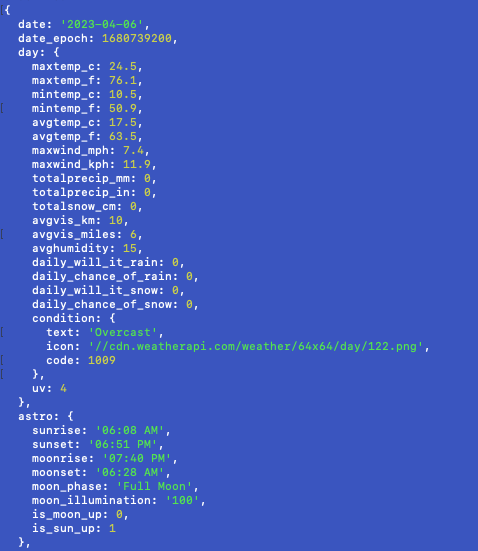 {
  date: '2023-04-06',
  date_epoch: 1680739200,
  day: {
    maxtemp_c: 24.5,
    maxtemp_f: 76.1,
    mintemp_c: 10.5,
    mintemp_f: 50.9,
    avgtemp_c: 17.5,
    avgtemp_f: 63.5,
    maxwind_mph: 7.4,
    maxwind_kph: 11.9,
    totalprecip_mm: 0,
    totalprecip_in: 0,
    totalsnow_cm: 0,
    avgvis_km: 10,
    avgvis_miles: 6,
    avghumidity: 15,
    daily_will_it_rain: 0,
    daily_chance_of_rain: 0,
    daily_will_it_snow: 0,
    daily_chance_of_snow: 0,
    condition: {
      text: 'Overcast',
      icon: '//cdn.weatherapi.com/weather/64x64/day/122.png',
      code: 1009
    },
    uv: 4
  },
  astro: {
    sunrise: '06:08 AM',
    sunset: '06:51 PM',
    moonrise: '07:40 PM',
    moonset: '06:28 AM',
    moon_phase: 'Full Moon',
    moon_illumination: '100',
    is_moon_up: 0,
    is_sun_up: 1
  },